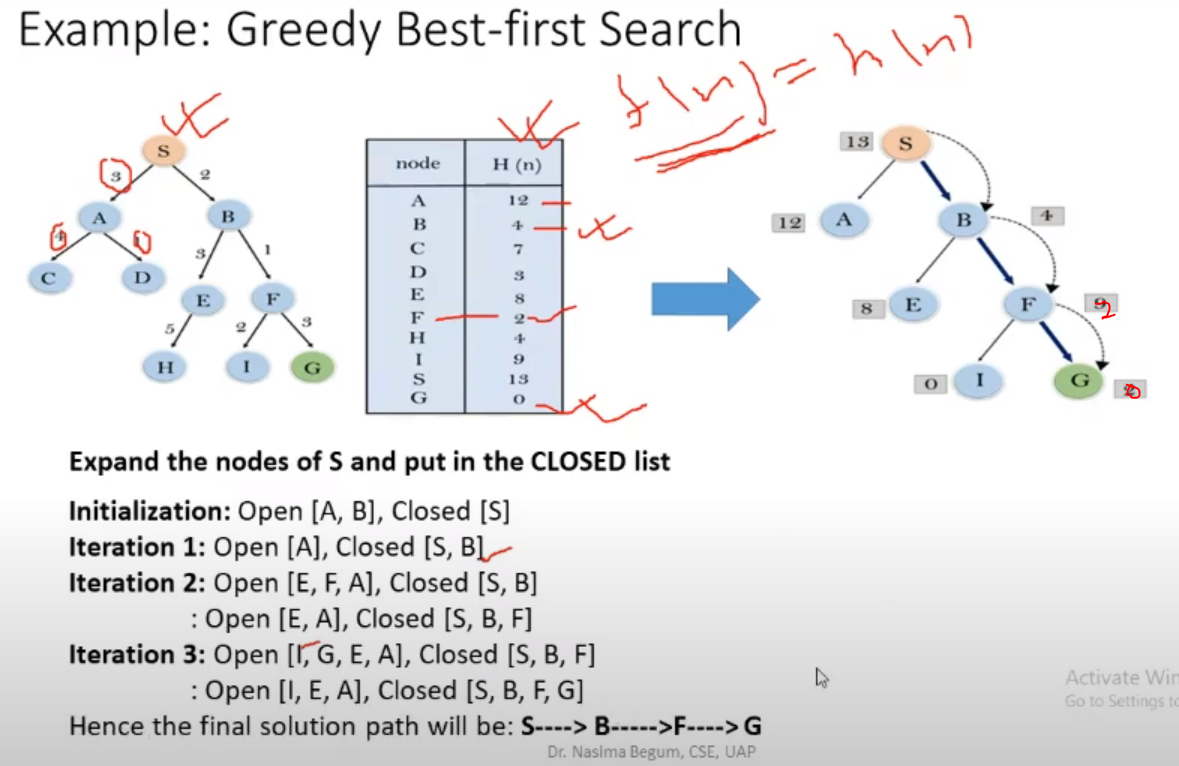 Example: Greedy Best-first Search
f(n) = h(n)
S
3
2
A
B
4
1
3
1
C
D
E
F
5
2
3
H
I
G
node H (n)
A 12
B 4
C 7
D 3
E 8
F 2
H 4
I 9
S 13
G 0
13 S
12 A
B 4
8 E
F 2
0 I
G 0
Expand the nodes of S and put in the CLOSED list
Initialization: Open [A, B], Closed [S]
Iteration 1: Open [A], Closed [S, B]
Iteration 2: Open [E, F, A], Closed [S, B]
: Open [E, A], Closed [S, B, F]
Iteration 3: Open [I, G, E, A], Closed [S, B, F]
: Open [I, E, A], Closed [S, B, F, G]
Hence the final solution path will be: S----> B----->F----> G
Dr. Nasima Begum, CSE, UAP
Activate Win
Go to Settings to